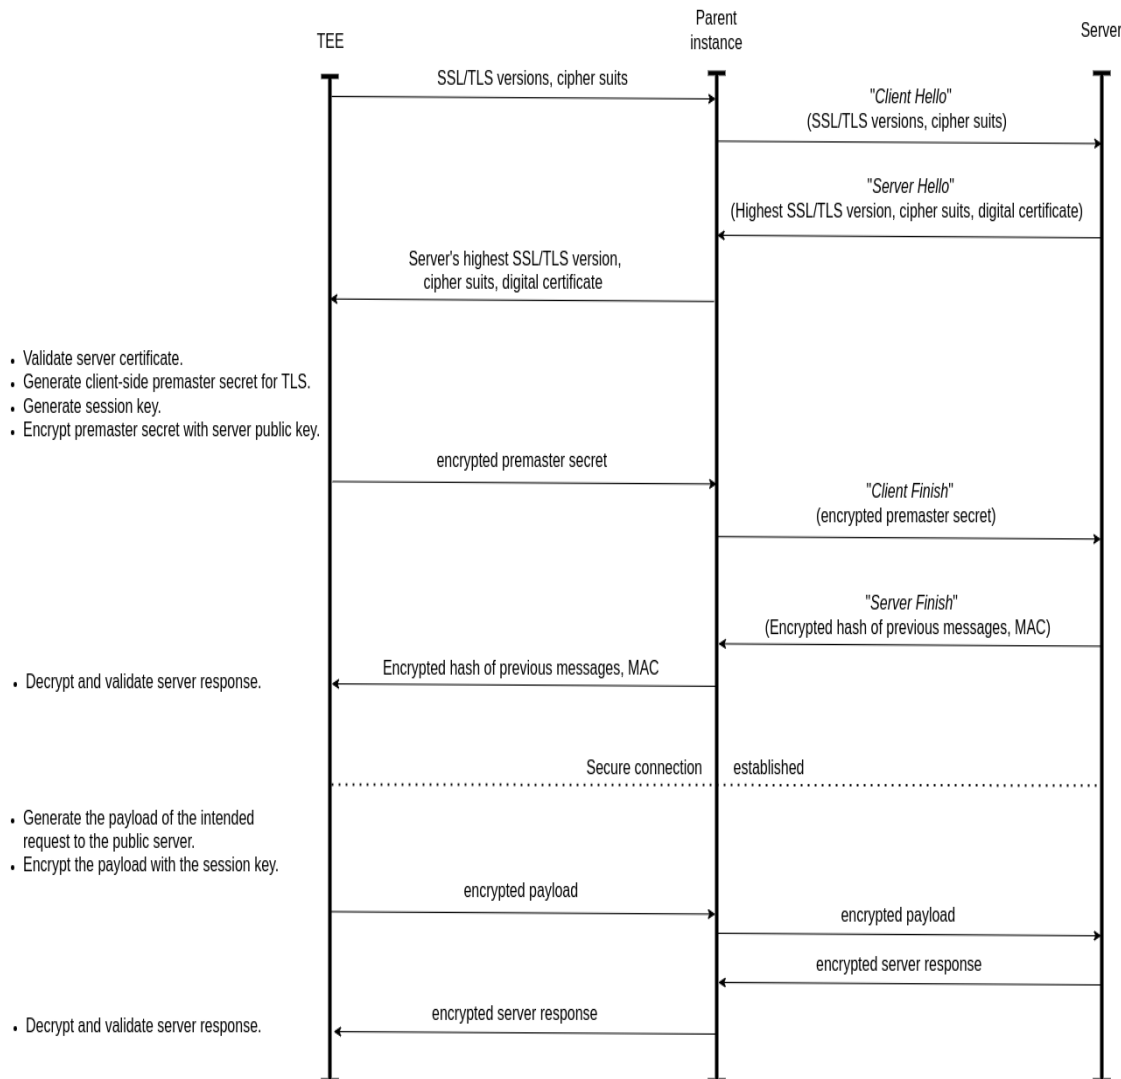 Parent
instance
TEE
Server
SSL/TLS versions, cipher suits
"Client Hello"
(SSL/TLS versions, cipher suits)
"Server Hello"
(Highest SSL/TLS version, cipher suits, digital certificate)
Server's highest SSL/TLS version,
cipher suits, digital certificate
• Validate server certificate.
• Generate client-side premaster secret for TLS.
• Generate session key.
• Encrypt premaster secret with server public key.
encrypted premaster secret
"Client Finish"
(encrypted premaster secret)
"Server Finish"
(Encrypted hash of previous messages, MAC)
Encrypted hash of previous messages, MAC
• Decrypt and validate server response.
Secure connection established
• Generate the payload of the intended
request to the public server.
• Encrypt the payload with the session key.
encrypted payload
encrypted payload
encrypted server response
encrypted server response
• Decrypt and validate server response.